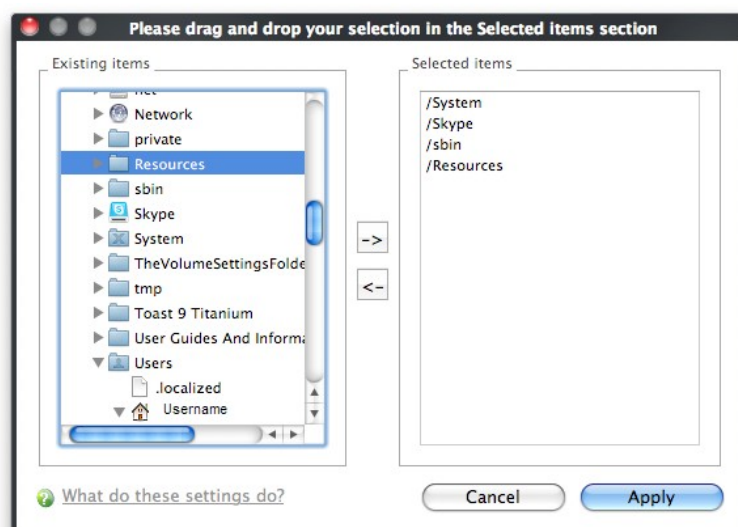 Please drag and drop your selection in the Selected items section
Existing items
net
Network
private
Resources
sbin
Skype
System
TheVolumeSettingsFolde
tmp
Toast 9 Titanium
User Guides And Informa
Users
.localized
Username
->
<-
Selected items
/System
/Skype
/sbin
/Resources
What do these settings do?
Cancel
Apply